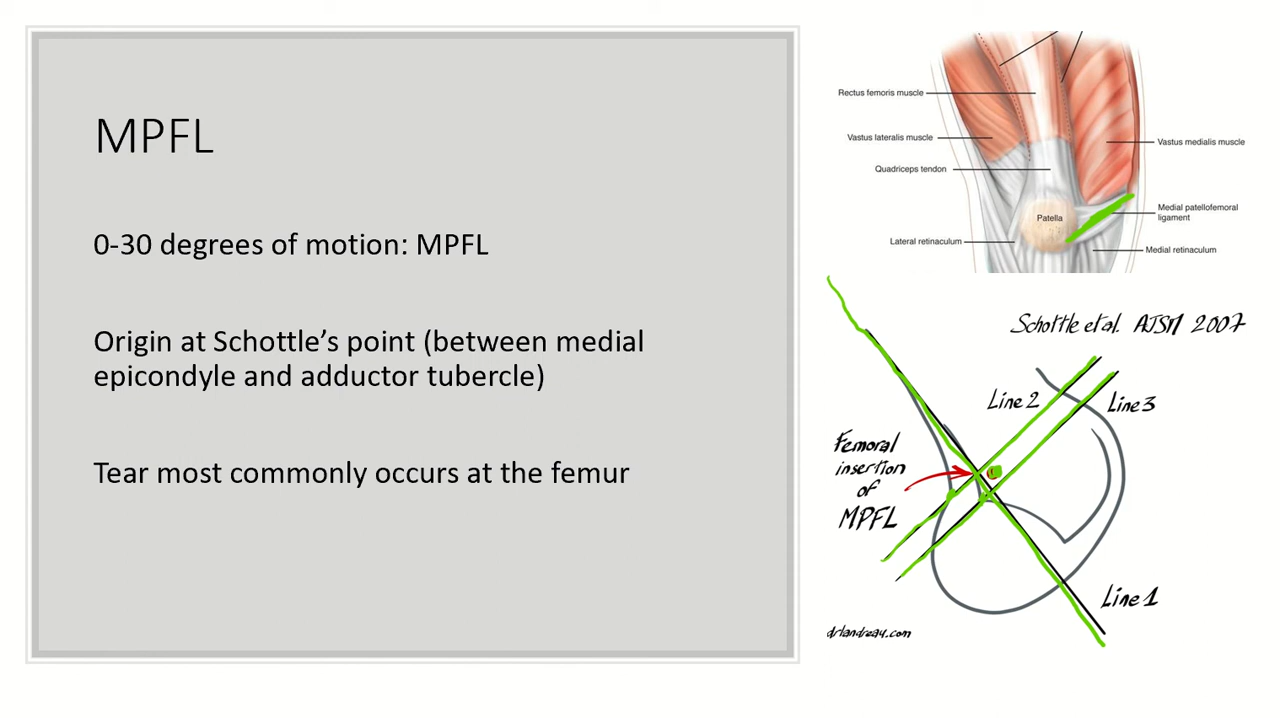 MPFL
0-30 degrees of motion: MPFL
Origin at Schottle’s point (between medial
epicondyle and adductor tubercle)
Tear most commonly occurs at the femur
Rectus femoris muscle
Vastus lateralis muscle
Quadriceps tendon
Lateral retinaculum
Patella
Vastus medialis muscle
Medial patellofemoral
ligament
Medial retinaculum
Schottle et al. AJSM 2007
Line 2
Line 3
Femoral
insertion
of
MPFL
Line 1
drlandreau.com